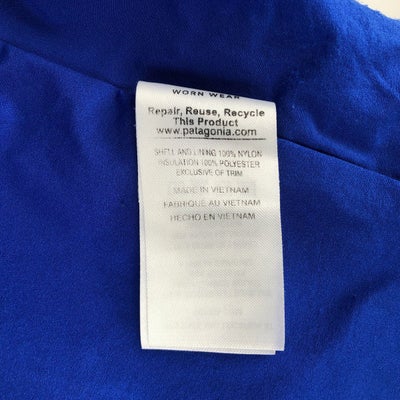 WORN WEAR
Repair, Reuse, Recycle
This Product
www.patagonia.com
SHELL AND LINING 100% NYLON
INSULATION 100% POLYESTER
EXCLUSIVE OF TRIM
MADE IN VIETNAM
FABRIQUÉ AU VIETNAM
HECHO EN VIETNAM